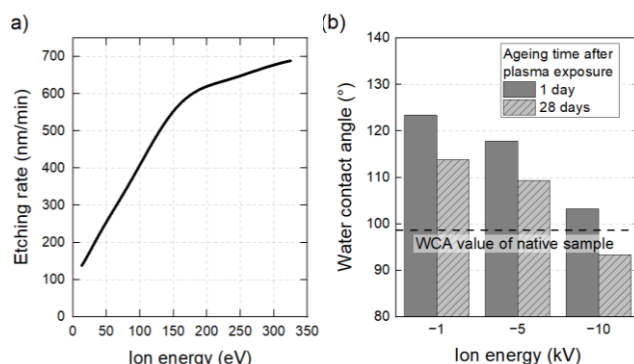 a)
Etching rate (nm/min)
700
600
500
400
300
200
100
0
0 50 100 150 200 250 300 350
Ion energy (eV)
(b)
Water contact angle (°)
140
130
120
110
100
90
80
Ageing time after
plasma exposure
1 day
28 days
WCA value of native sample
−1 −5 −10
Ion energy (kV)